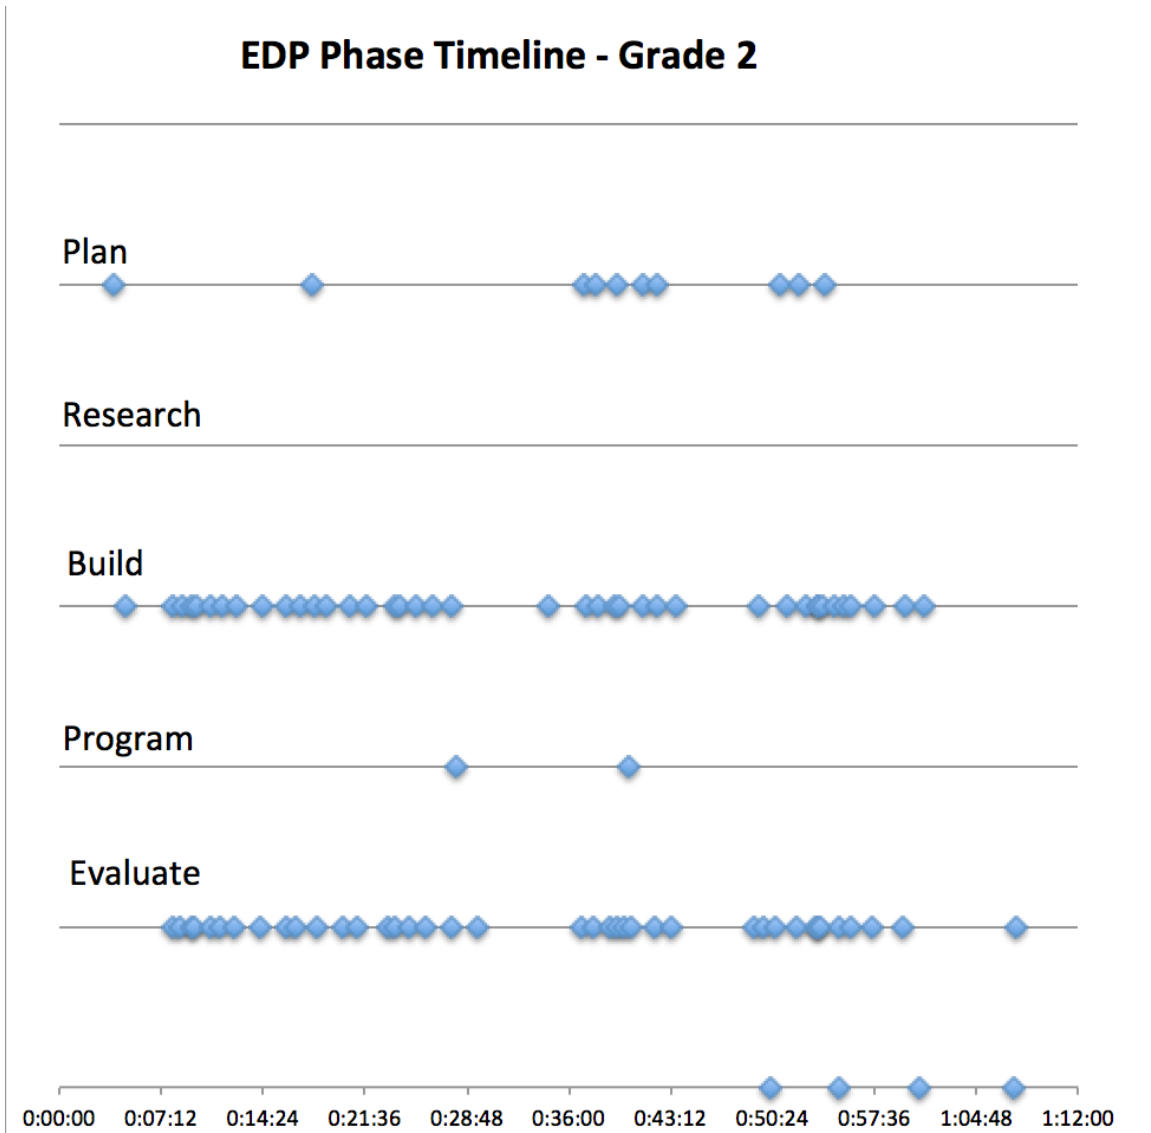 EDP Phase Timeline - Grade 2
Plan
Research
Build
Program
Evaluate
0:00:00 0:07:12 0:14:24 0:21:36 0:28:48 0:36:00 0:43:12 0:50:24 0:57:36 1:04:48 1:12:00